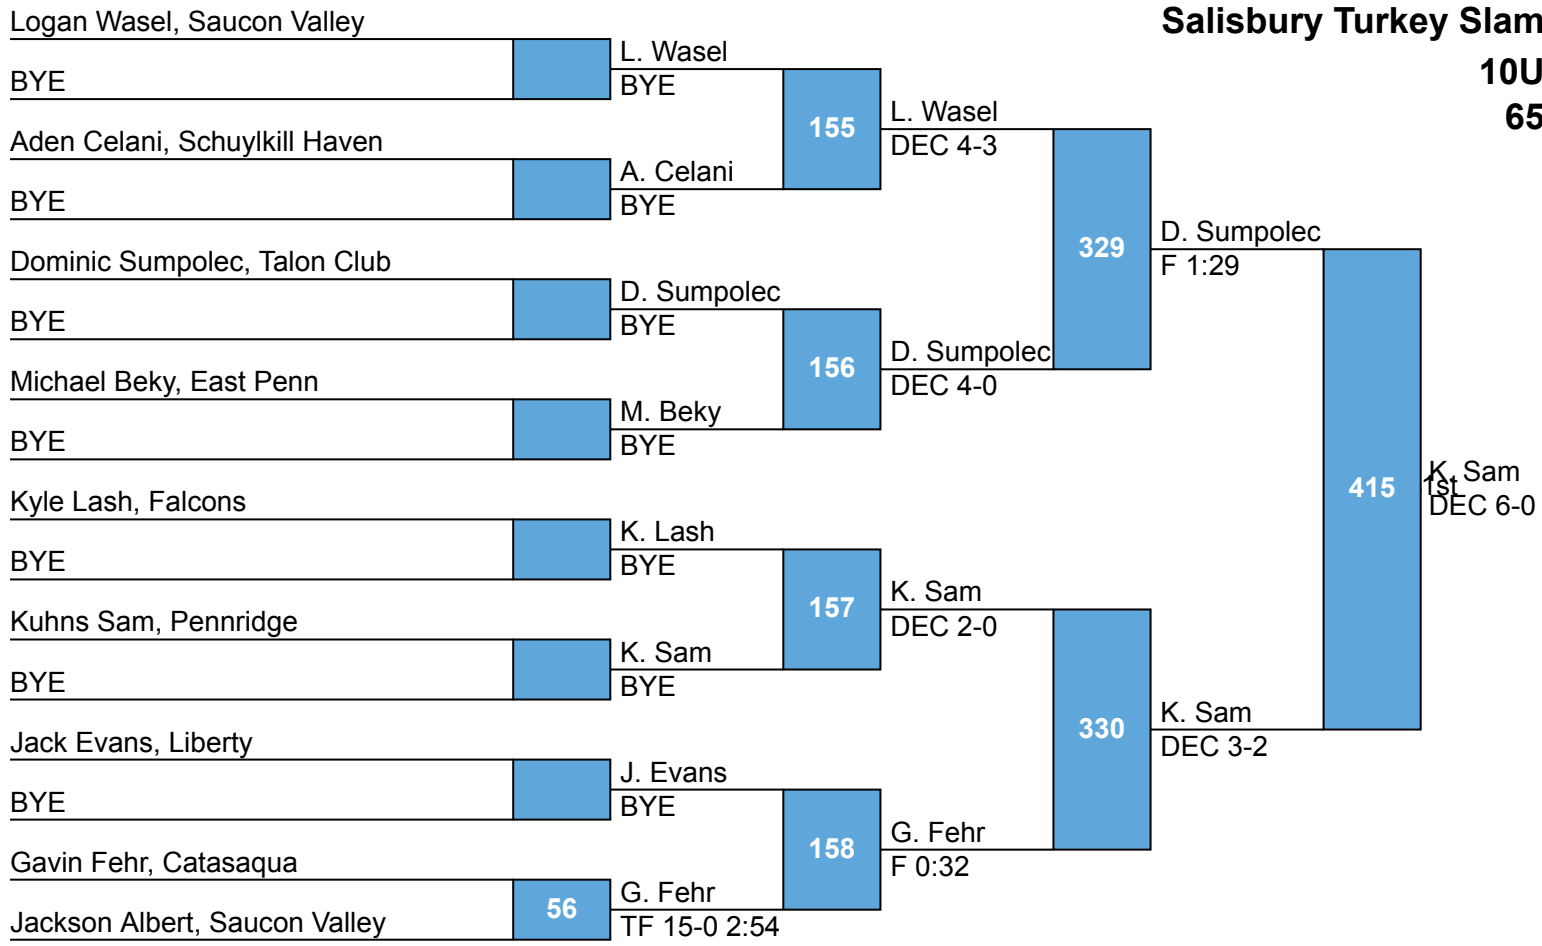 Salisbury Turkey Slam
10U
65
Logan Wasel, Saucon Valley
BYE
Aden Celani, Schuylkill Haven
BYE
Dominic Sumpolec, Talon Club
BYE
Michael Beky, East Penn
BYE
Kyle Lash, Falcons
BYE
Kuhns Sam, Pennridge
BYE
Jack Evans, Liberty
BYE
Gavin Fehr, Catasaqua
56
Jackson Albert, Saucon Valley
L. Wasel
BYE
A. Celani
BYE
D. Sumpolec
BYE
M. Beky
BYE
K. Lash
BYE
K. Sam
BYE
J. Evans
BYE
G. Fehr
TF 15-0 2:54
155
156
157
158
L. Wasel
DEC 4-3
D. Sumpolec
DEC 4-0
K. Sam
DEC 2-0
G. Fehr
F 0:32
329
330
D. Sumpolec
F 1:29
K. Sam
DEC 3-2
415
K. Sam
1st
DEC 6-0